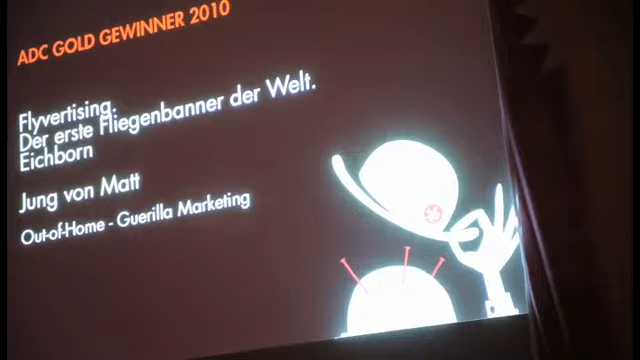 ADC GOLD GEWINNER 2010
Flyvertising.
Der erste Fliegenbanner der Welt.
Eichborn
Jung von Matt
Out-of-Home - Guerilla Marketing